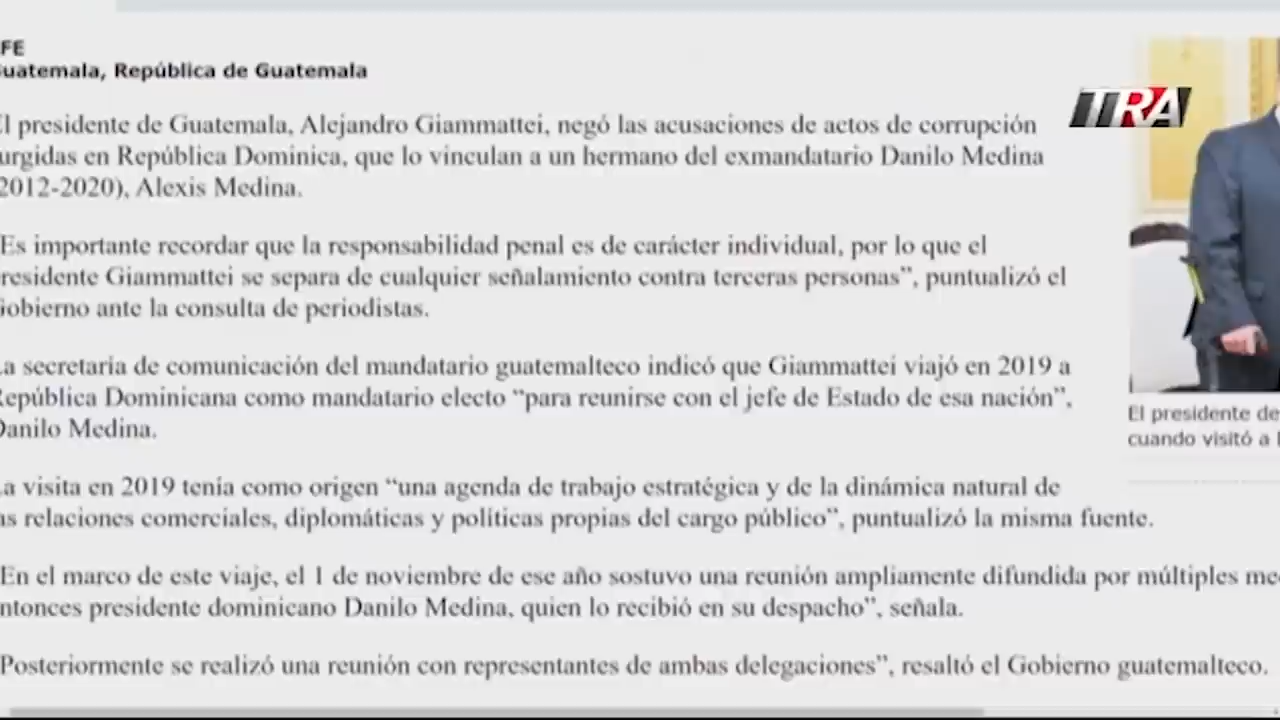 FE
Guatemala, República de Guatemala
El presidente de Guatemala, Alejandro Giammattei, negó las acusaciones de actos de corrupción
urgidas en República Dominica, que lo vinculan a un hermano del exmandatario Danilo Medina
2012-2020), Alexis Medina.
Es importante recordar que la responsabilidad penal es de carácter individual, por lo que el
residente Giammattei se separa de cualquier señalamiento contra terceras personas”, puntualizó el
Gobierno ante la consulta de periodistas.
La secretaría de comunicación del mandatario guatemalteco indicó que Giammattei viajó en 2019 a
República Dominicana como mandatario electo “para reunirse con el jefe de Estado de esa nación”,
Danilo Medina.
La visita en 2019 tenía como origen “una agenda de trabajo estratégica y de la dinámica natural de
as relaciones comerciales, diplomáticas y políticas propias del cargo público”, puntualizó la misma fuente.
En el marco de este viaje, el 1 de noviembre de ese año sostuvo una reunión ampliamente difundida por múltiples me
ntonces presidente dominicano Danilo Medina, quien lo recibió en su despacho”, señala.
Posteriormente se realizó una reunión con representantes de ambas delegaciones”, resaltó el Gobierno guatemalteco.
TRA
El presidente de
cuando visitó a